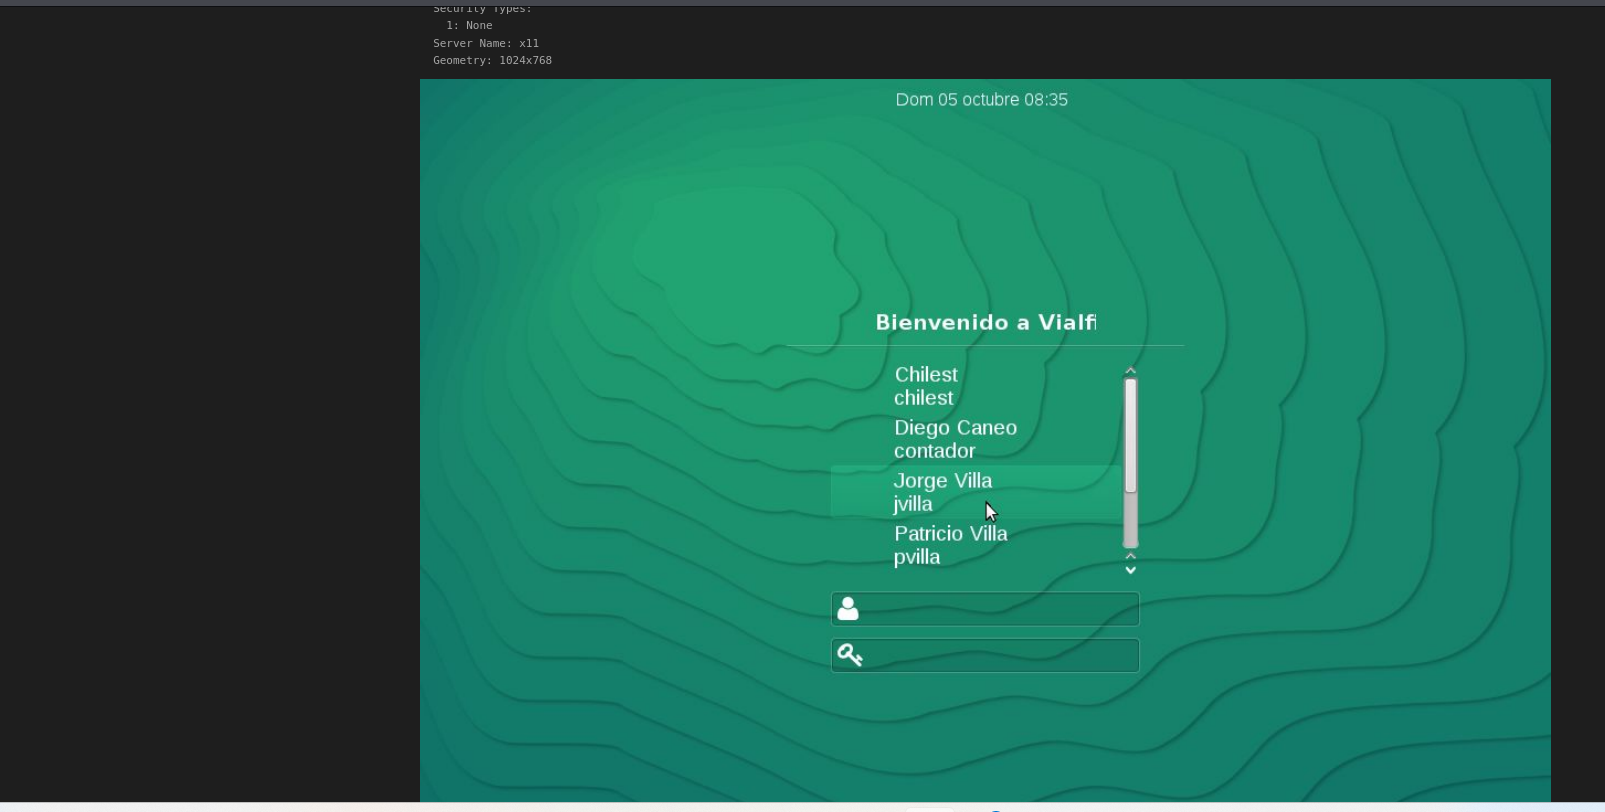 Security Types:
1: None
Server Name: x11
Geometry: 1024x768
Dom 05 octubre 08:35
Bienvenido a Vialfi
Chilest
chilest
Diego Caneo
contador
Jorge Villa
jvilla
Patricio Villa
pvilla